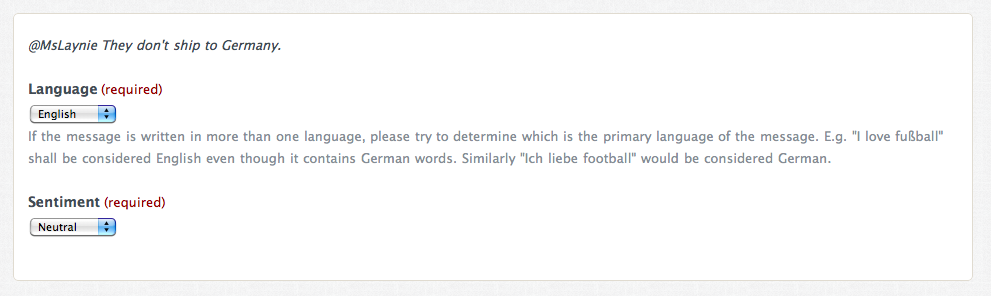 @MsLaynie They don't ship to Germany.
Language (required)
English
If the message is written in more than one language, please try to determine which is the primary language of the message. E.g. "I love fußball"
shall be considered English even though it contains German words. Similarly "Ich liebe football" would be considered German.
Sentiment (required)
Neutral